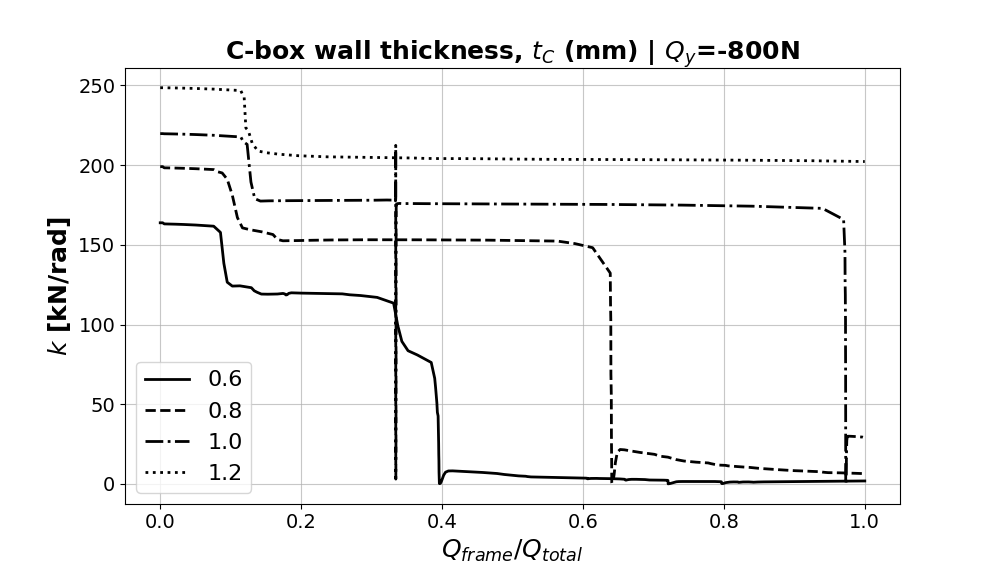 C-box wall thickness, t_C (mm) | Q_y=-800N
k [kN/rad]
250
200
150
100
50
0
0.6
0.8
1.0
1.2
0.0 0.2 0.4 0.6 0.8 1.0
Q_frame/Q_total